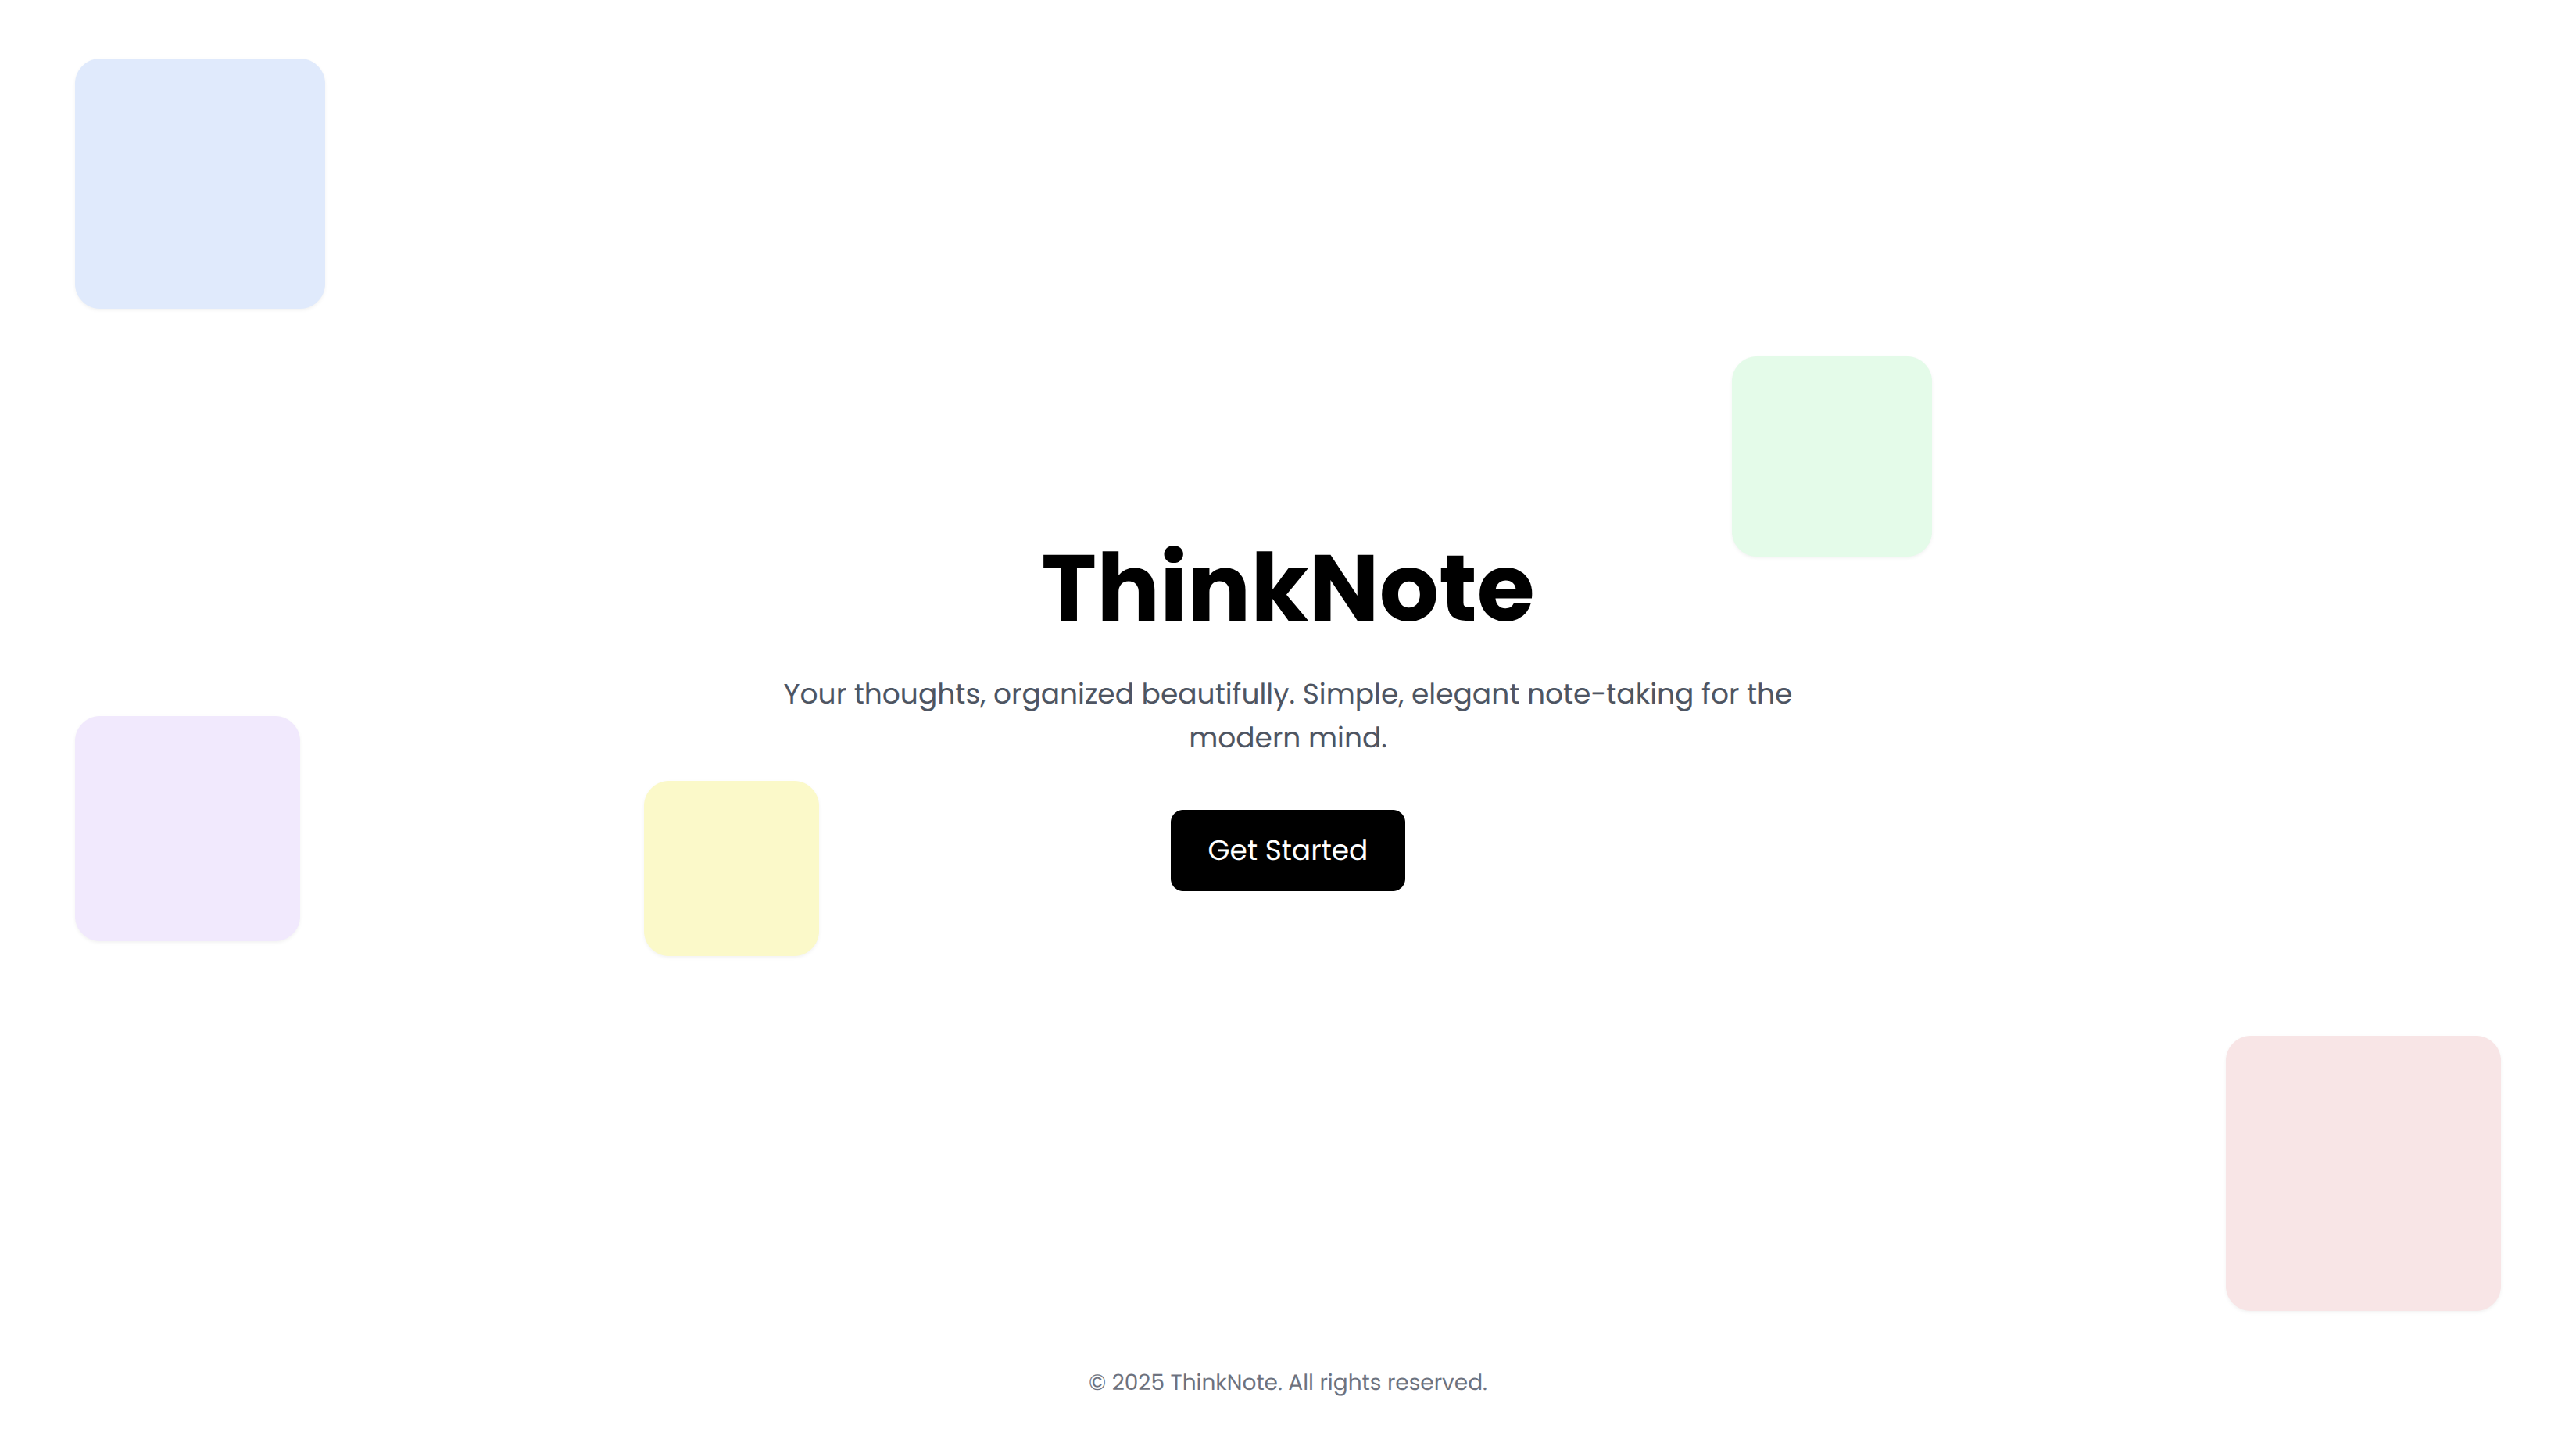 ThinkNote
Your thoughts, organized beautifully. Simple, elegant note-taking for the
modern mind.
Get Started
© 2025 ThinkNote. All rights reserved.